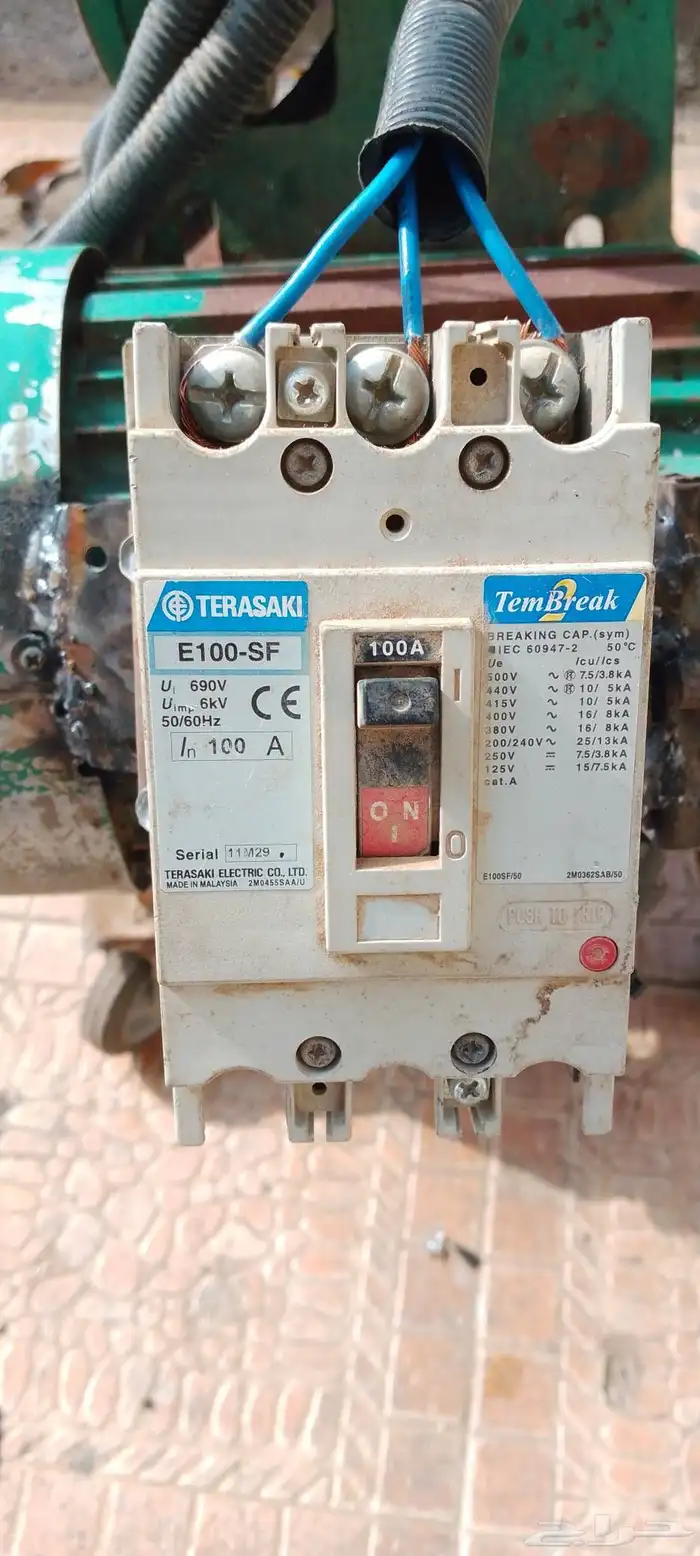 TERASAKI
E100-SF
Ui 690V
Uimp 6kV
50/60Hz
In 100 A
Serial 11M29
TERASAKI ELECTRIC CO., LTD.
MADE IN MALAYSIA 2M0455SAA/U
100A
I
ON
I
O
TemBreak 2
BREAKING CAP.(sym)
IEC 60947-2 50°C
Ue Icu/Ics
500V ~ 7.5/3.8kA
440V ~ 10/ 5kA
415V ~ 10/ 5kA
400V ~ 16/ 8kA
380V ~ 16/ 8kA
200/240V~ 25/13kA
250V ⎓ 7.5/3.8kA
125V ⎓ 15/7.5kA
cat.A
E100SF/50 2M0362SAB/50
PUSH TO TRIP
حراج